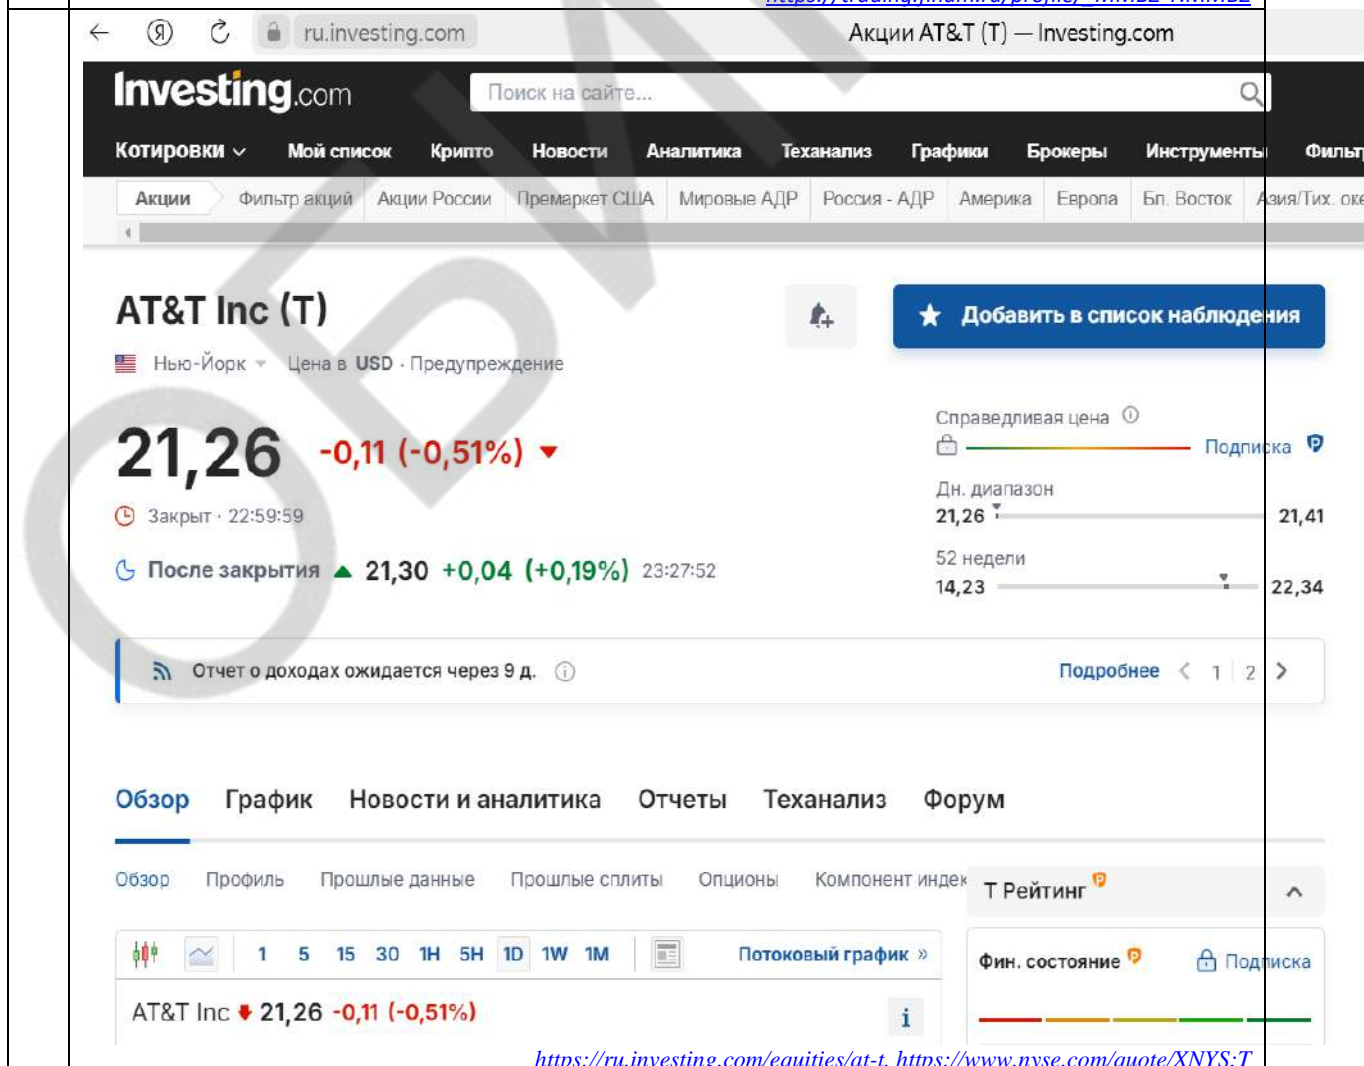 ru.investing.com
Акции AT&T (T) — Investing.com
Investing.com
Поиск на сайте...
Котировки Мой список Крипто Новости Аналитика Теханализ Графики Брокеры Инструменты
Акции Фильтр акций Акции России Премаркет США Мировые АДР Россия - АДР Америка Европа Бл. Восток
AT&T Inc (T)
Добавить в список наблюдения
Нью-Йорк Цена в USD · Предупреждение
21,26 -0,11 (-0,51%)
Справедливая цена
Подписка
Закрыт · 22:59:59
Дн. диапазон
21,26 21,41
После закрытия 21,30 +0,04 (+0,19%) 23:27:52
52 недели
14,23 22,34
Отчет о доходах ожидается через 9 д.
Подробнее < 1 | 2 >
Обзор График Новости и аналитика Отчеты Теханализ Форум
Обзор Профиль Прошлые данные Прошлые сплиты Опционы Компонент индек
Т Рейтинг
1 5 15 30 1H 5H 1D 1W 1M Потоковый график »
Фин. состояние Подписка
AT&T Inc 21,26 -0,11 (-0,51%)
https://ru.investing.com/equities/at-t, https://www.nyse.com/quote/XNYS:T